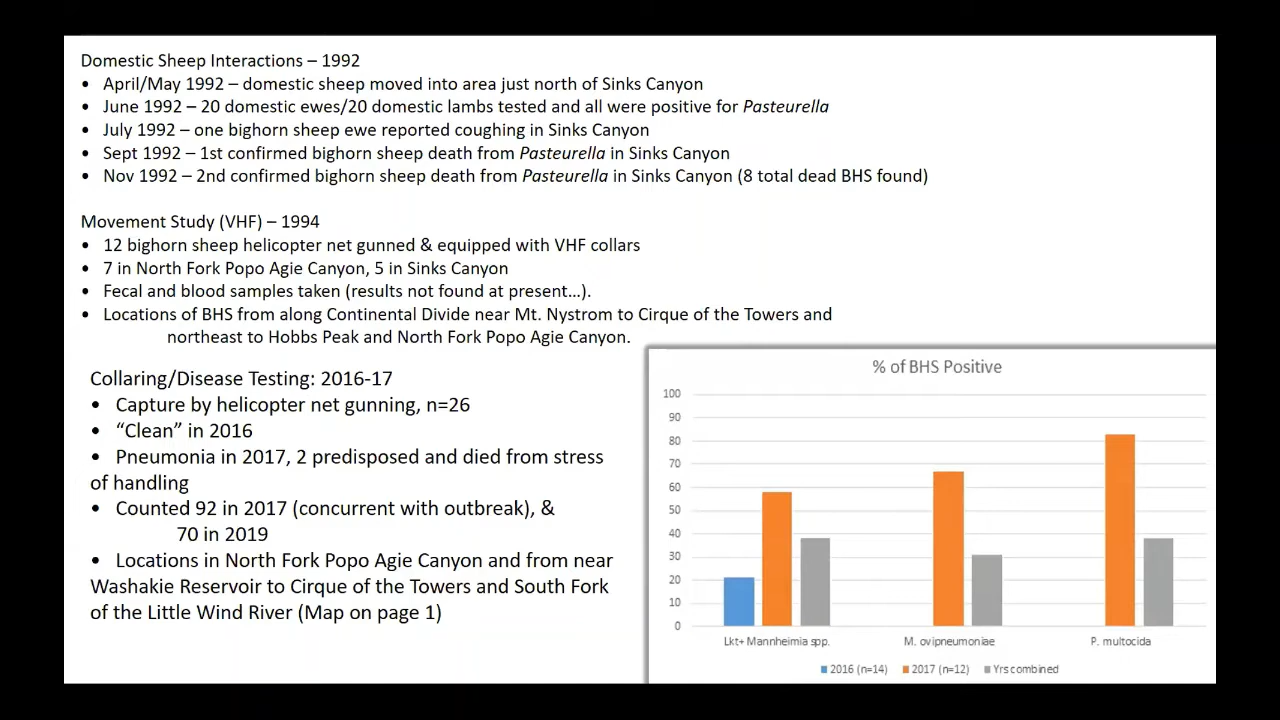 Domestic Sheep Interactions – 1992
• April/May 1992 – domestic sheep moved into area just north of Sinks Canyon
• June 1992 – 20 domestic ewes/20 domestic lambs tested and all were positive for Pasteurella
• July 1992 – one bighorn sheep ewe reported coughing in Sinks Canyon
• Sept 1992 – 1st confirmed bighorn sheep death from Pasteurella in Sinks Canyon
• Nov 1992 – 2nd confirmed bighorn sheep death from Pasteurella in Sinks Canyon (8 total dead BHS found)
Movement Study (VHF) – 1994
• 12 bighorn sheep helicopter net gunned & equipped with VHF collars
• 7 in North Fork Popo Agie Canyon, 5 in Sinks Canyon
• Fecal and blood samples taken (results not found at present…).
• Locations of BHS from along Continental Divide near Mt. Nystrom to Cirque of the Towers and
northeast to Hobbs Peak and North Fork Popo Agie Canyon.
Collaring/Disease Testing: 2016-17
• Capture by helicopter net gunning, n=26
• “Clean” in 2016
• Pneumonia in 2017, 2 predisposed and died from stress
of handling
• Counted 92 in 2017 (concurrent with outbreak), &
70 in 2019
• Locations in North Fork Popo Agie Canyon and from near
Washakie Reservoir to Cirque of the Towers and South Fork
of the Little Wind River (Map on page 1)
% of BHS Positive
100
90
80
70
60
50
40
30
20
10
0
Lkt+ Mannheimia spp. M. ovipneumoniae P. multocida
2016 (n=14) 2017 (n=12) Yrs combined